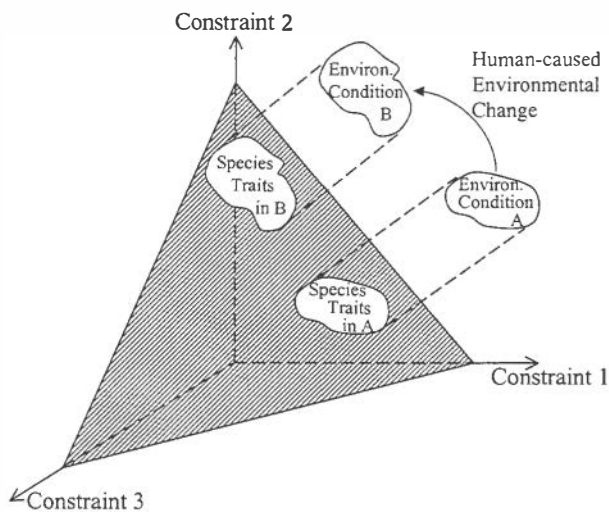 Constraint 2
Human-caused
Environmental
Change
Environ.
Condition
B
Species
Traits
in B
Environ.
Condition
A
Species
Traits
in A
Constraint 1
Constraint 3